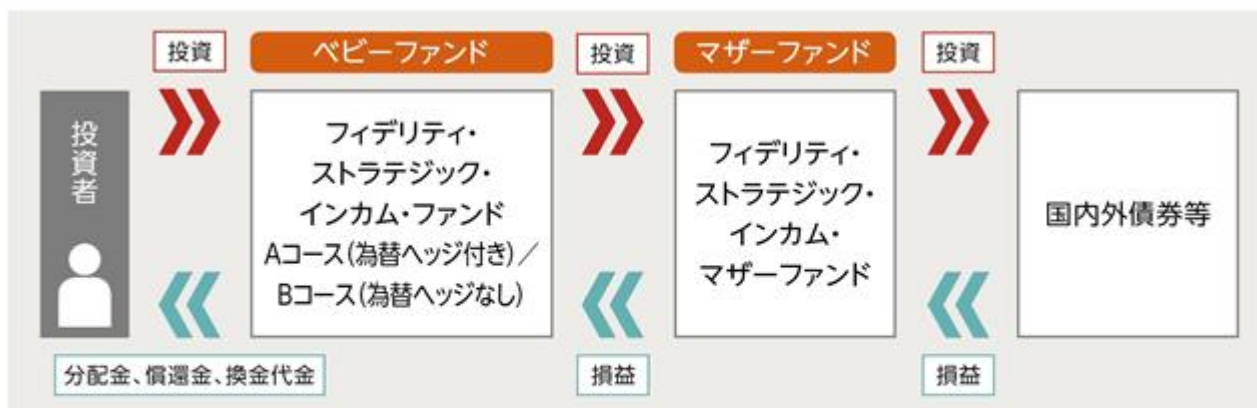 投資
ベビーファンド
投資
マザーファンド
投資
投資者
フィデリティ・
ストラテジック・
インカム・ファンド
Aコース(為替ヘッジ付き)／
Bコース(為替ヘッジなし)
フィデリティ・
ストラテジック・
インカム・
マザーファンド
国内外債券等
分配金、償還金、換金代金
損益
損益